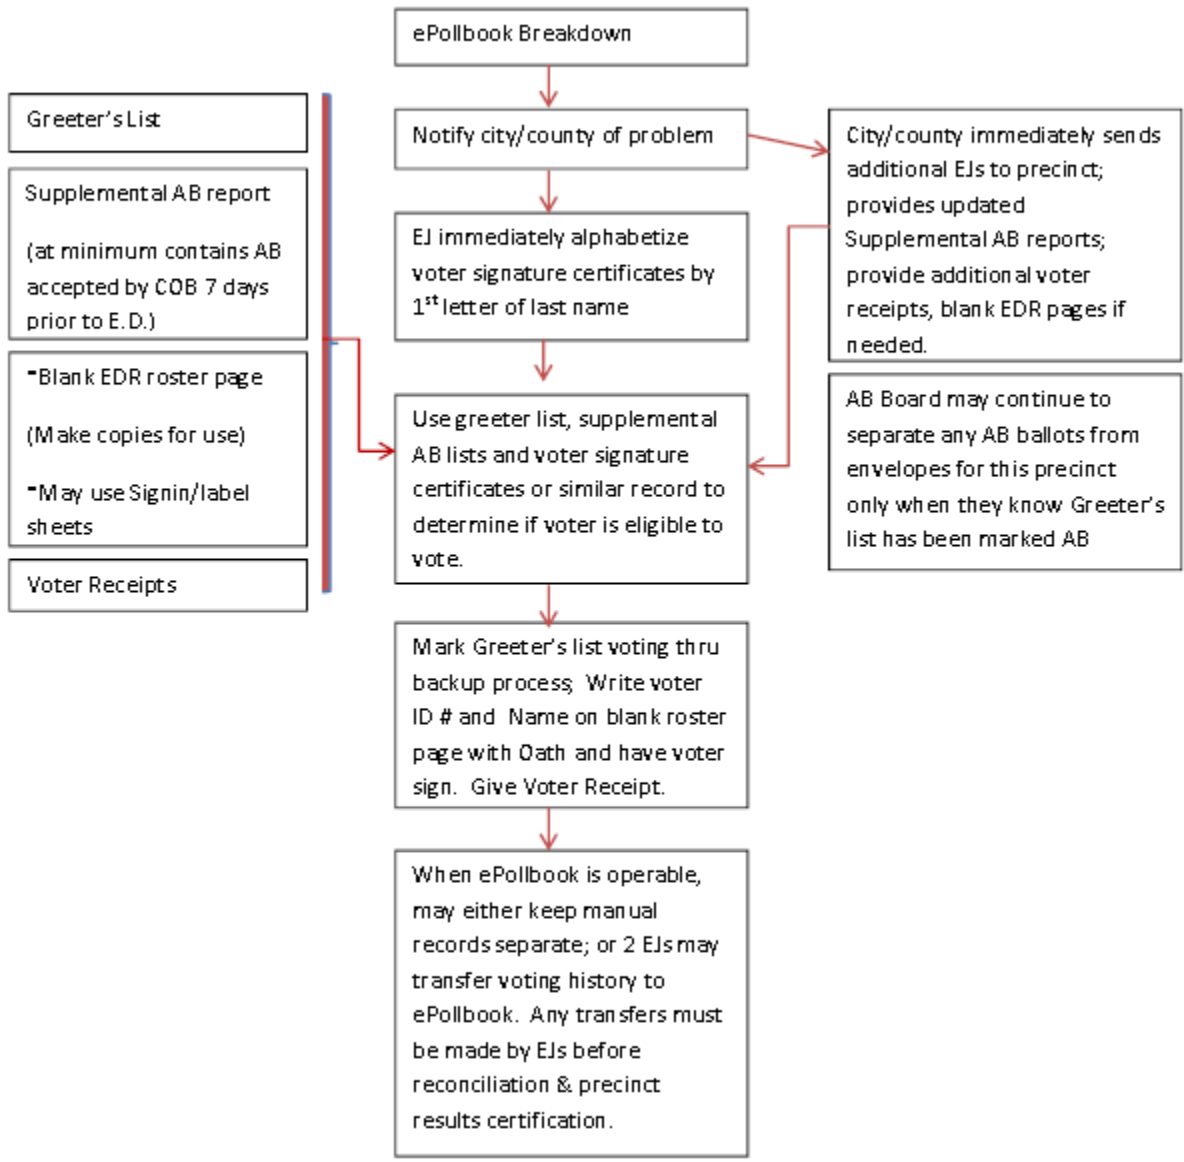 ePollbook Breakdown
Greeter's List
Supplemental AB report
(at minimum contains AB
accepted by COB 7 days
prior to E.D.)
*Blank EDR roster page
(Make copies for use)
*May use Signin/label
sheets
Voter Receipts
Notify city/county of problem
EJ immediately alphabetize
voter signature certificates by
1st letter of last name
City/county immediately sends
additional EJs to precinct;
provides updated
Supplemental AB reports;
provide additional voter
receipts, blank EDR pages if
needed.
AB Board may continue to
separate any AB ballots from
envelopes for this precinct
only when they know Greeter's
list has been marked AB
Use greeter list, supplemental
AB lists and voter signature
certificates or similar record to
determine if voter is eligible to
vote.
Mark Greeter's list voting thru
backup process; Write voter
ID # and Name on blank roster
page with Oath and have voter
sign. Give Voter Receipt.
When ePollbook is operable,
may either keep manual
records separate; or 2 EJs may
transfer voting history to
ePollbook. Any transfers must
be made by EJs before
reconciliation & precinct
results certification.